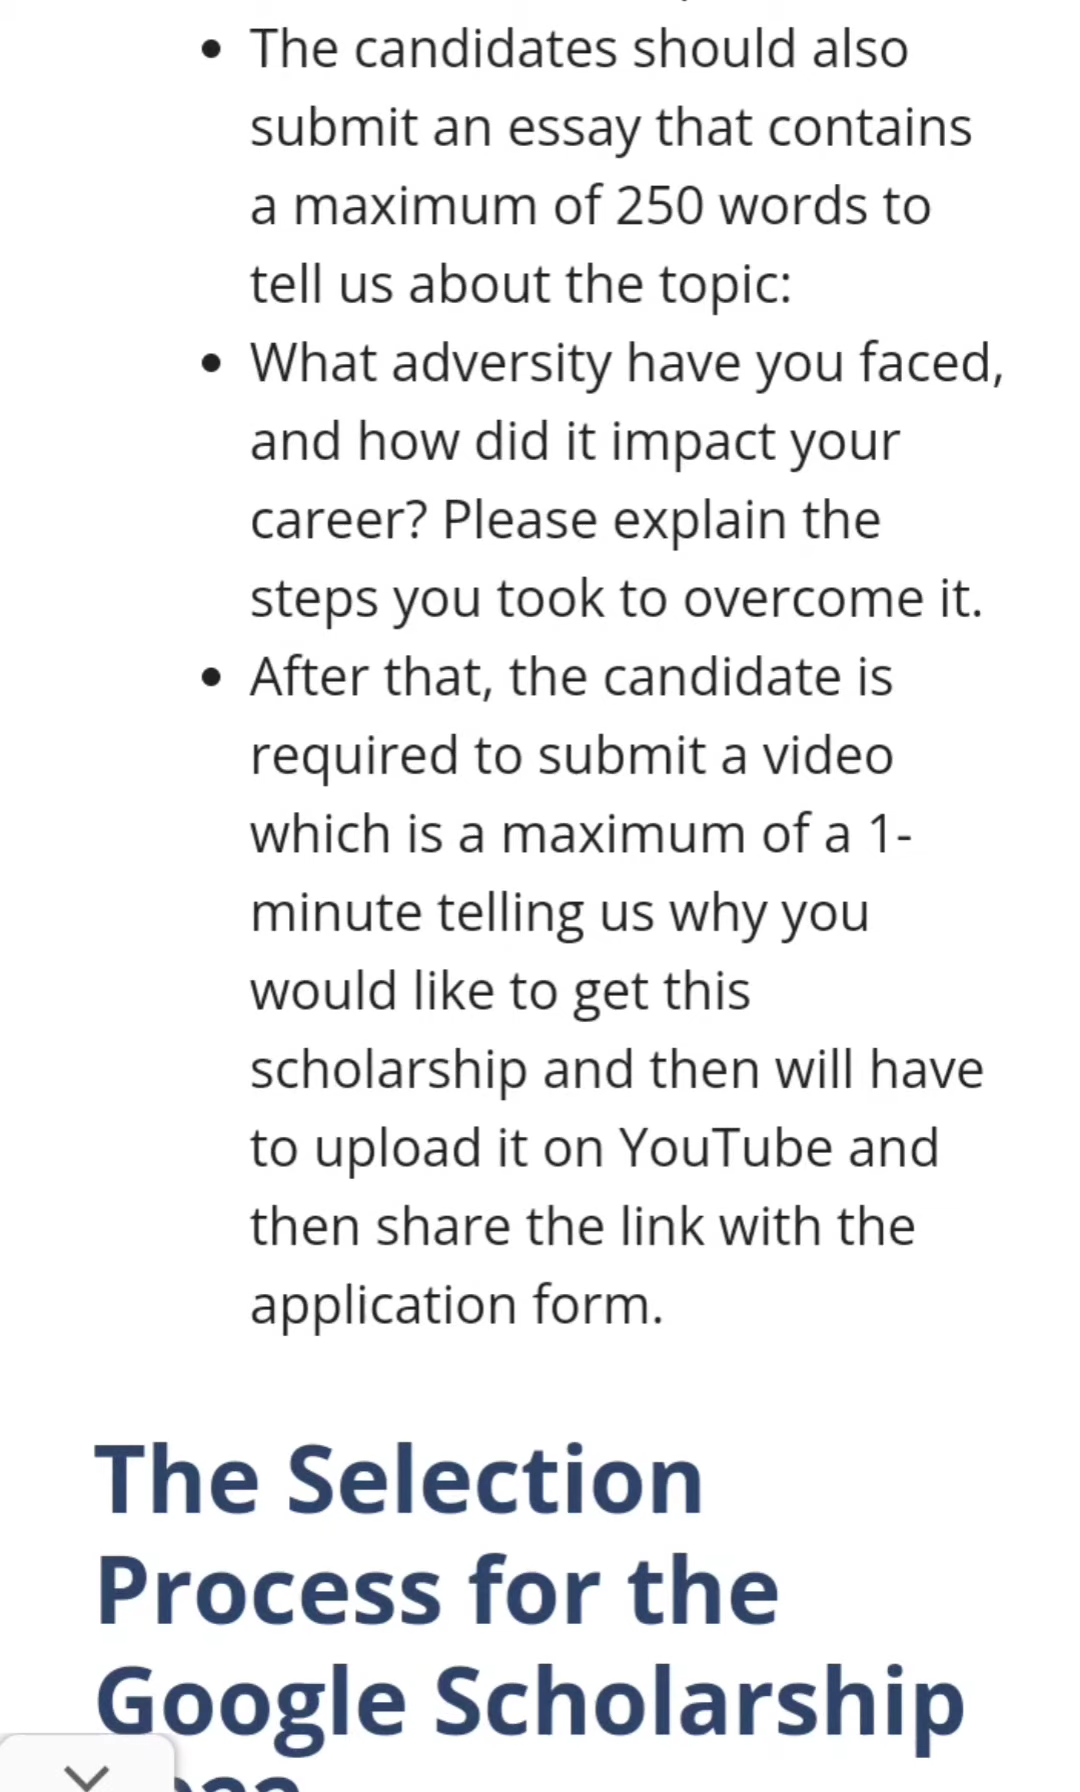 The candidates should also
submit an essay that contains
a maximum of 250 words to
tell us about the topic:
What adversity have you faced,
and how did it impact your
career? Please explain the
steps you took to overcome it.
After that, the candidate is
required to submit a video
which is a maximum of a 1-
minute telling us why you
would like to get this
scholarship and then will have
to upload it on YouTube and
then share the link with the
application form.
The Selection
Process for the
Google Scholarship